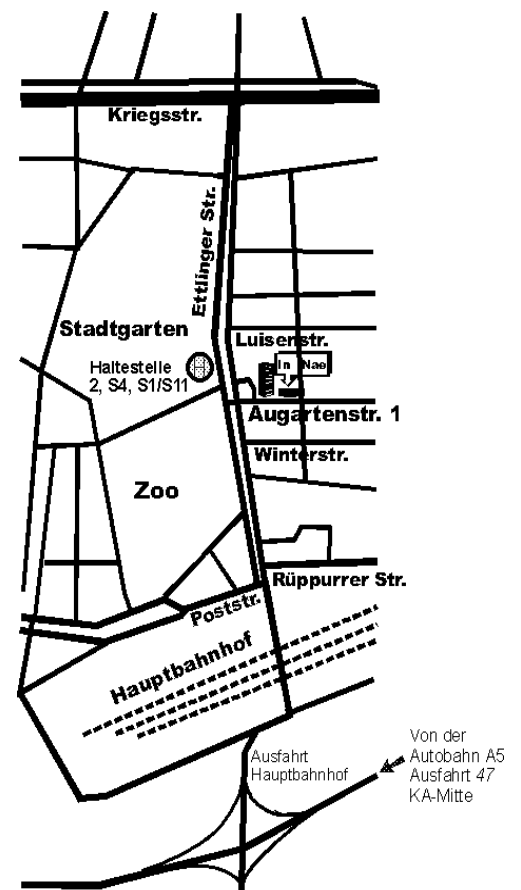 Kriegsstr.
Ettlinger Str.
Stadtgarten
Luisenstr.
Haltestelle
2, S4, S1/S11
In Nae
Augartenstr. 1
Winterstr.
Zoo
Rüppurrer Str.
Poststr.
Hauptbahnhof
Ausfahrt
Hauptbahnhof
Von der
Autobahn A5
Ausfahrt 47
KA-Mitte